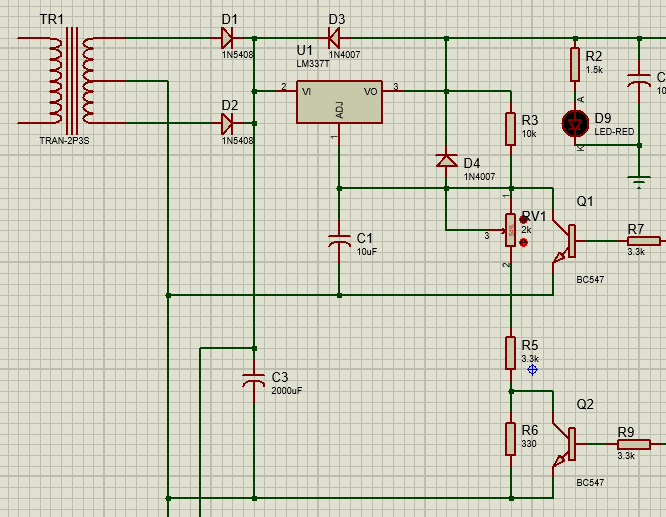 TR1
TRAN-2P3S
D1
1N5408
D2
1N5408
D3
1N4007
U1
LM337T
2
VI
VO
3
ADJ
1
R2
1.5k
A
D9
LED-RED
K
C
10
R3
10k
D4
1N4007
1
RV1
2k
3
2
Q1
BC547
R7
3.3k
C1
10uF
R5
3.3k
C3
2000uF
R6
330
Q2
BC547
R9
3.3k